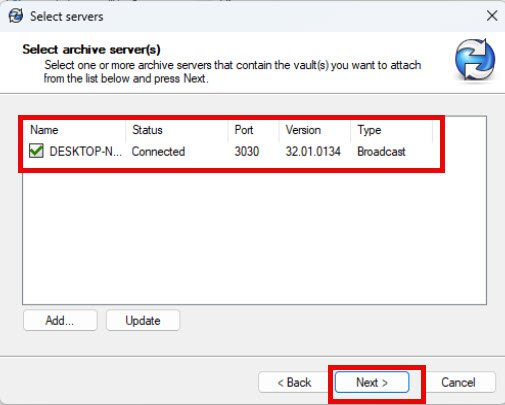 Select servers
Select archive server(s)
Select one or more archive servers that contain the vault(s) you want to attach
from the list below and press Next.
Name Status Port Version Type
DESKTOP-N... Connected 3030 32.01.0134 Broadcast
Add... Update
< Back Next > Cancel